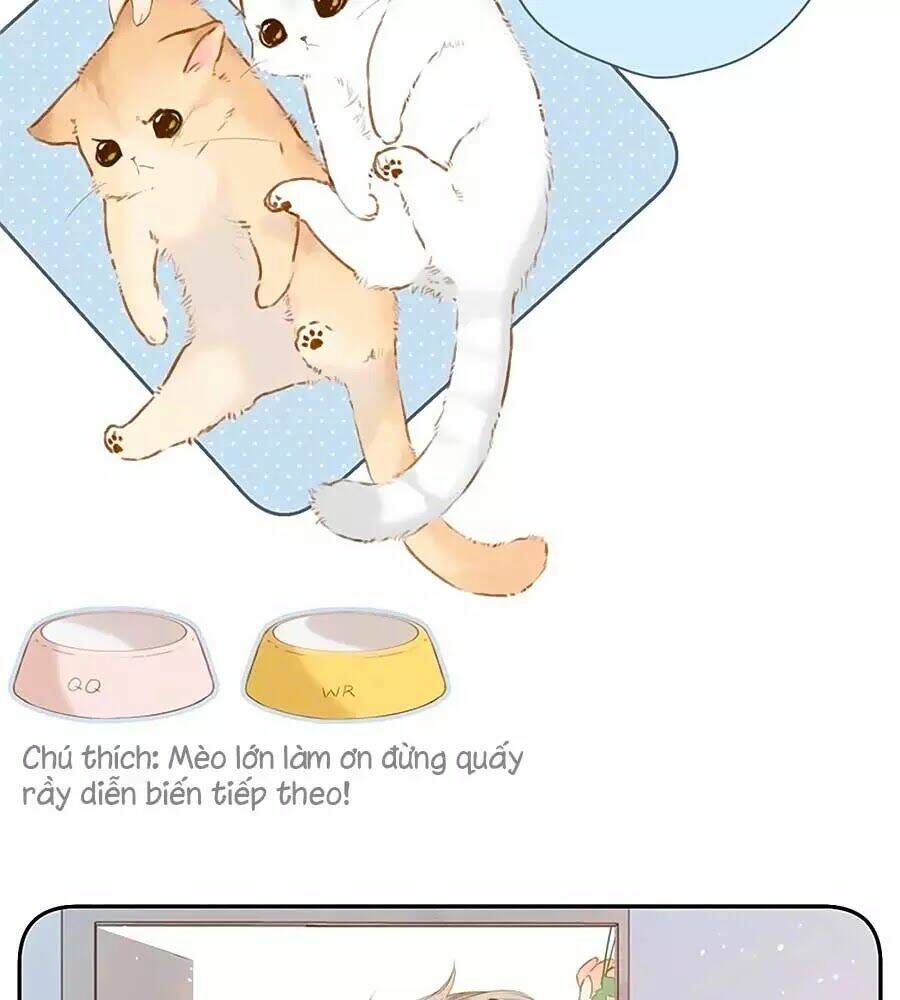 QQ
WR
Chú thích: Mèo lớn làm ơn đừng quấy
rầy diễn biến tiếp theo!